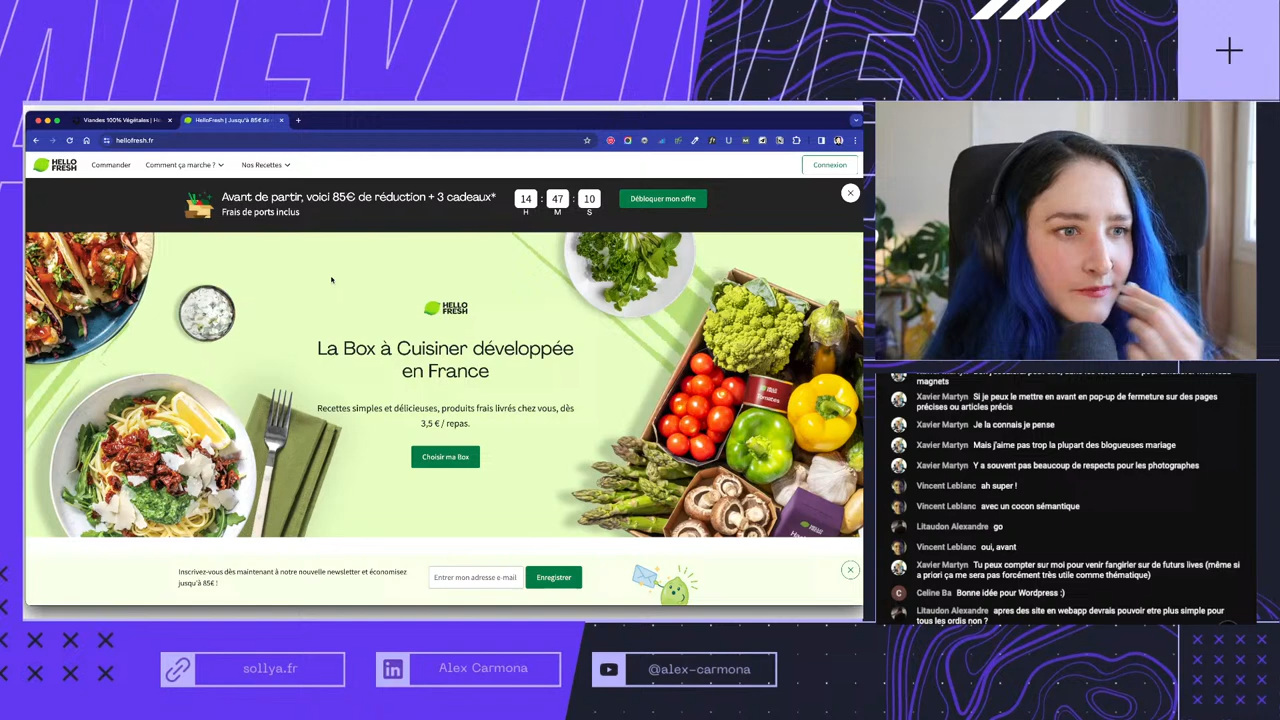 Viandes 100% Végétales | He
HelloFresh | Jusqu'à 85€ de
hellofresh.fr
HELLO
FRESH
Commander
Comment ça marche ?
Nos Recettes
Connexion
Avant de partir, voici 85€ de réduction + 3 cadeaux*
Frais de ports inclus
14 : 47 : 10
H M S
Débloquer mon offre
HELLO
FRESH
La Box à Cuisiner développée
en France
Recettes simples et délicieuses, produits frais livrés chez vous, dès
3,5 € / repas.
Choisir ma Box
Inscrivez-vous dès maintenant à notre nouvelle newsletter et économisez
jusqu'à 85€ !
Entrer mon adresse e-mail
Enregistrer
magnets
Xavier Martyn Si je peux le mettre en avant en pop-up de fermeture sur des pages
précises ou articles précis
Xavier Martyn Je la connais je pense
Xavier Martyn Mais j'aime pas trop la plupart des blogueuses mariage
Xavier Martyn Y a souvent pas beaucoup de respects pour les photographes
Vincent Leblanc ah super !
Vincent Leblanc avec un cocon sémantique
Litaudon Alexandre go
Vincent Leblanc oui, avant
Xavier Martyn Tu peux compter sur moi pour venir fangirler sur de futurs lives (même si
a priori ça me sera pas forcément très utile comme thématique)
C Celine Ba Bonne idée pour Wordpress :)
Litaudon Alexandre apres des site en webapp devrais pouvoir etre plus simple pour
tous les ordis non ?
sollya.fr
Alex Carmona
@alex-carmona